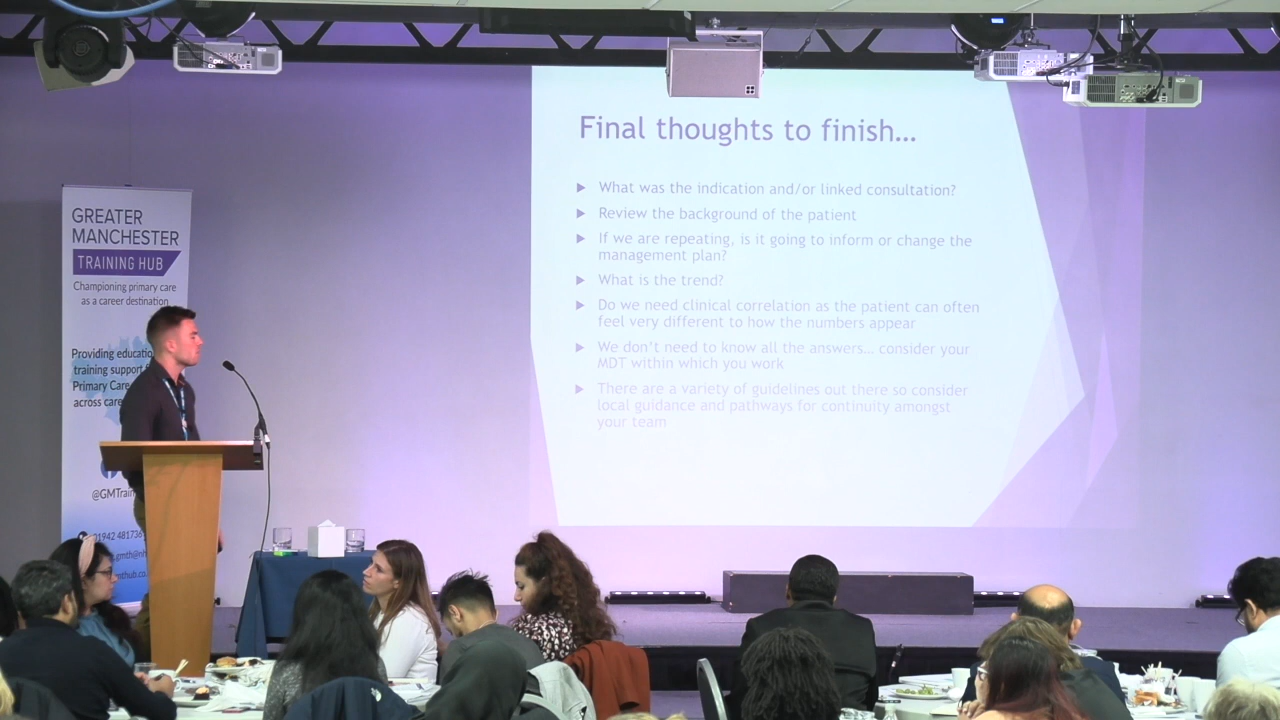 GREATER
MANCHESTER
TRAINING HUB
Championing primary care
as a career destination
Providing
training support
Primary Care
across
Final thoughts to finish...
What was the indication and/or linked consultation?
Review the background of the patient
If we are repeating, is it going to inform or change the
management plan?
What is the trend?
Do we need clinical correlation as the patient can often
feel very different to how the numbers appear
We don't need to know all the answers... consider your
MDT within which you work
There are a variety of guidelines out there so consider
local guidance and pathways for continuity amongst
your team